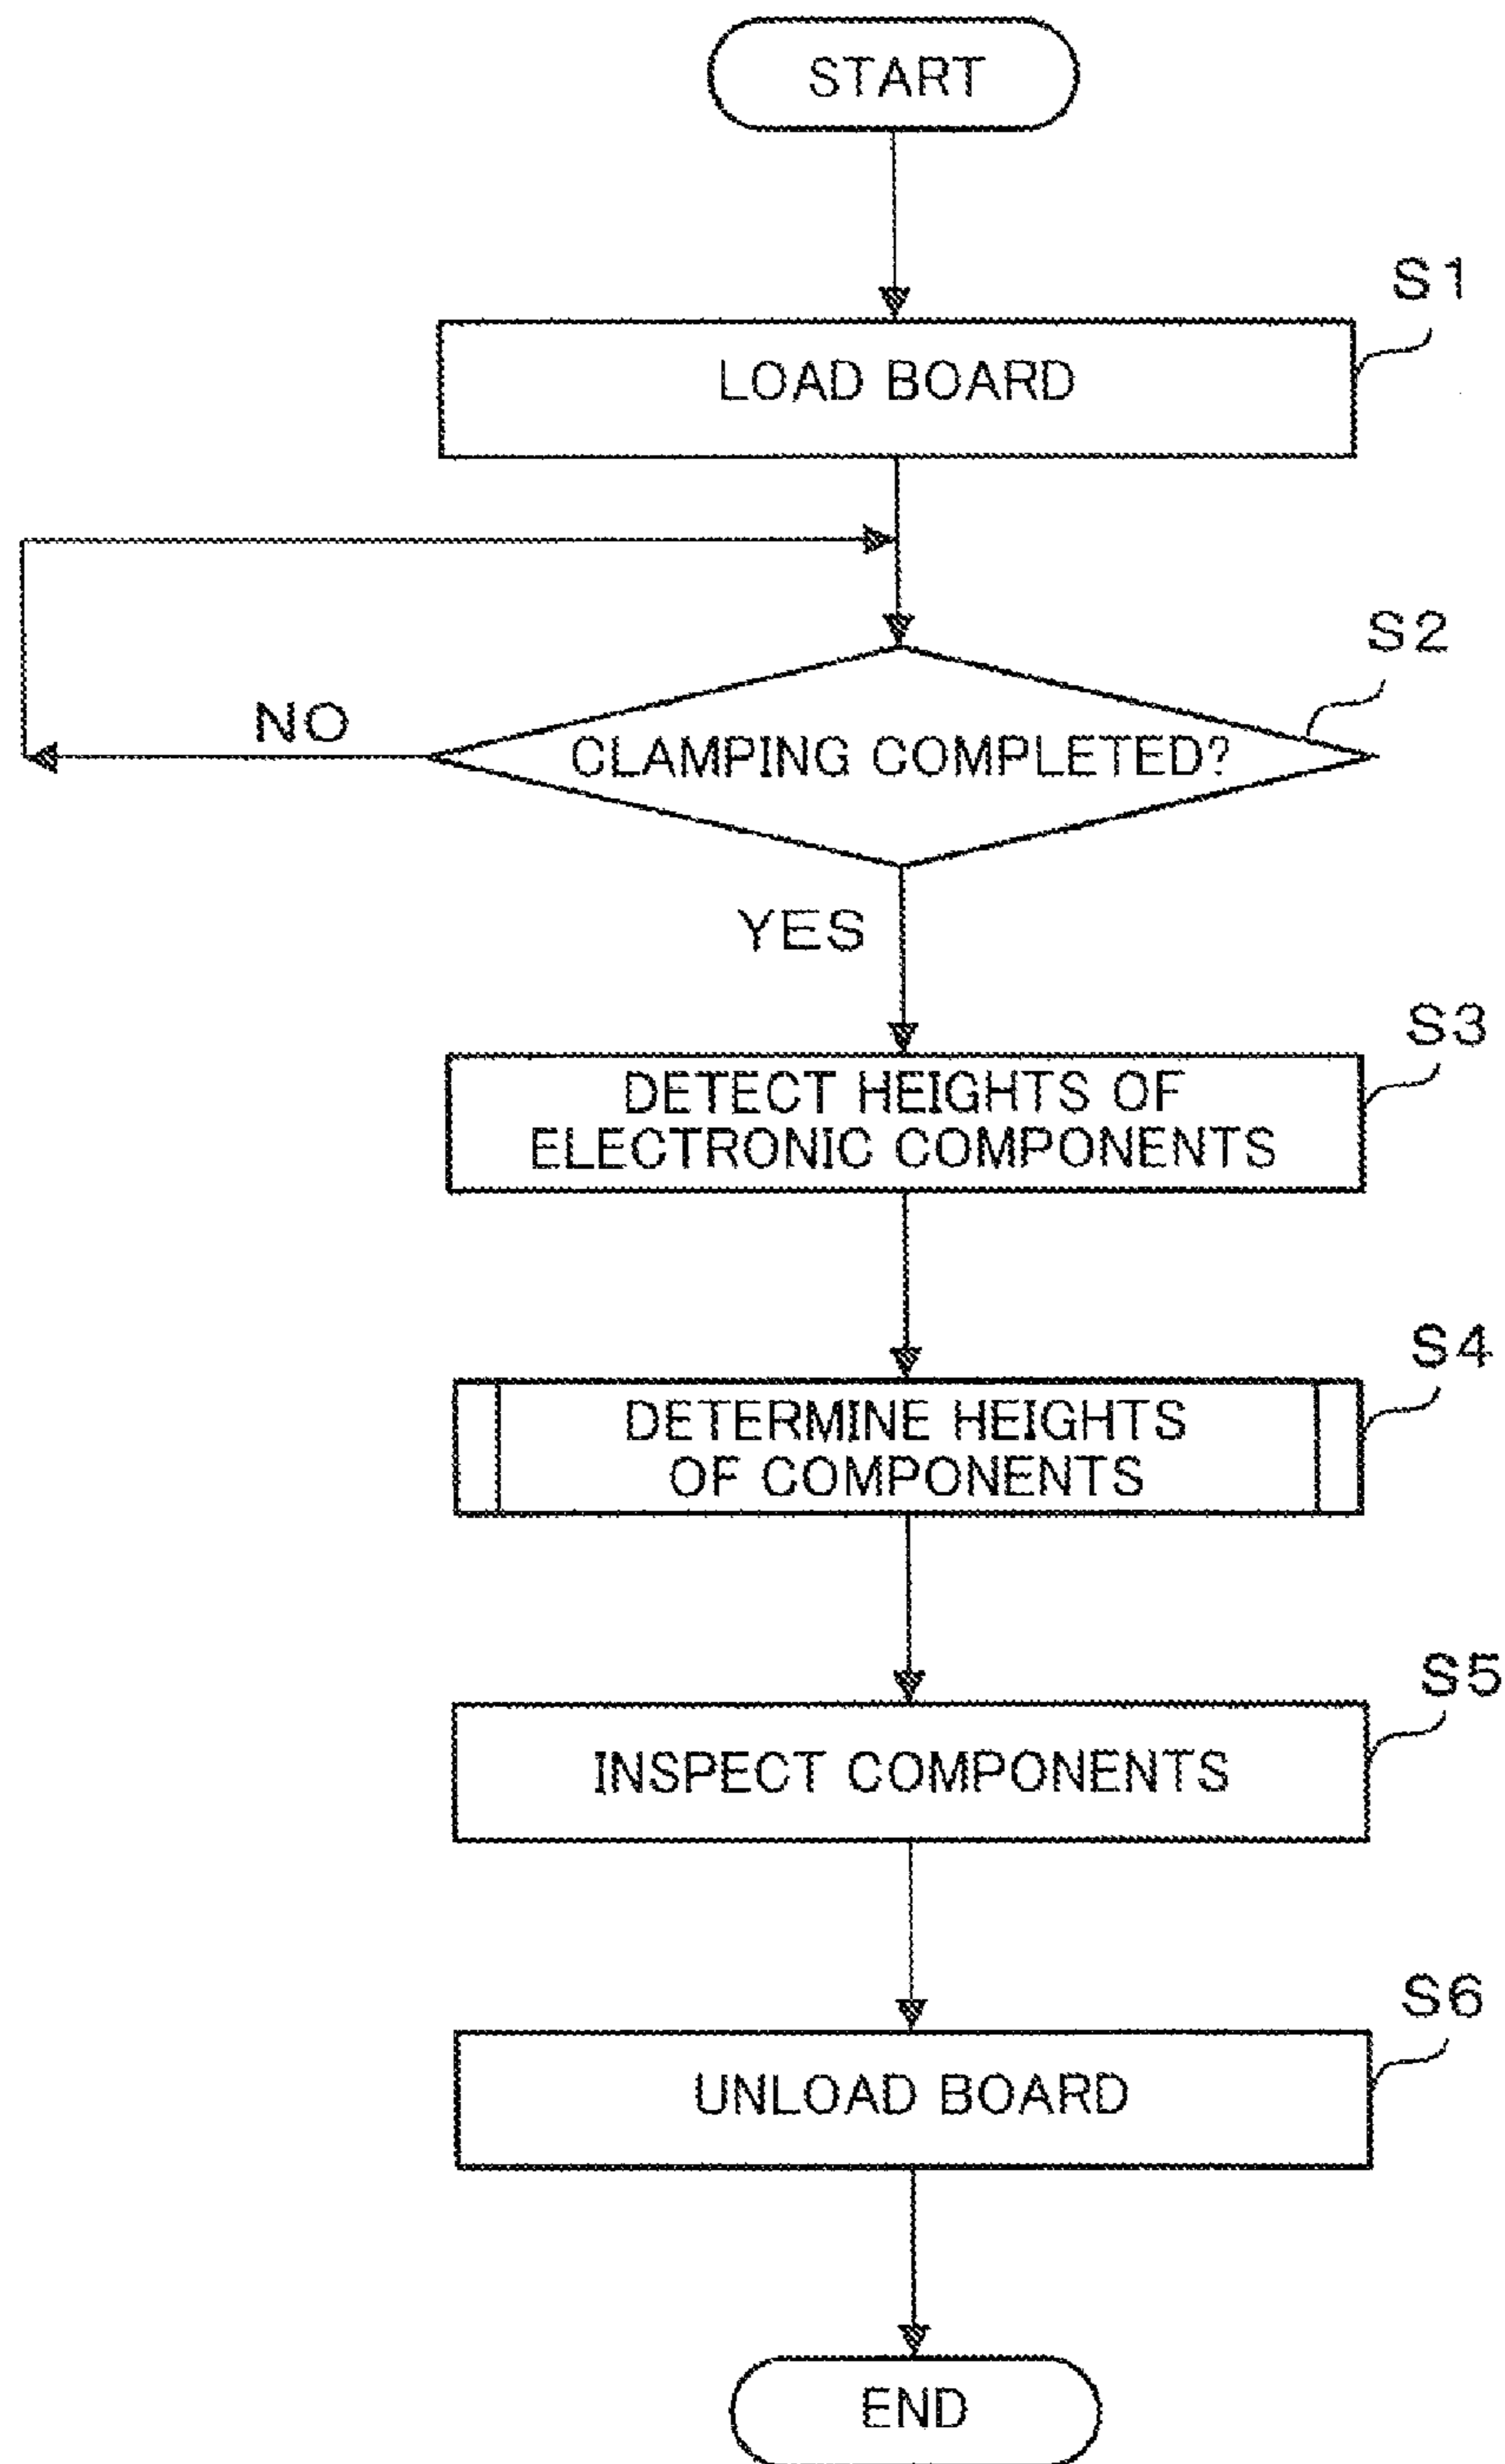 START
S1
LOAD BOARD
S2
NO
CLAMPING COMPLETED?
YES
S3
DETECT HEIGHTS OF
ELECTRONIC COMPONENTS
S4
DETERMINE HEIGHTS
OF COMPONENTS
S5
INSPECT COMPONENTS
S6
UNLOAD BOARD
END